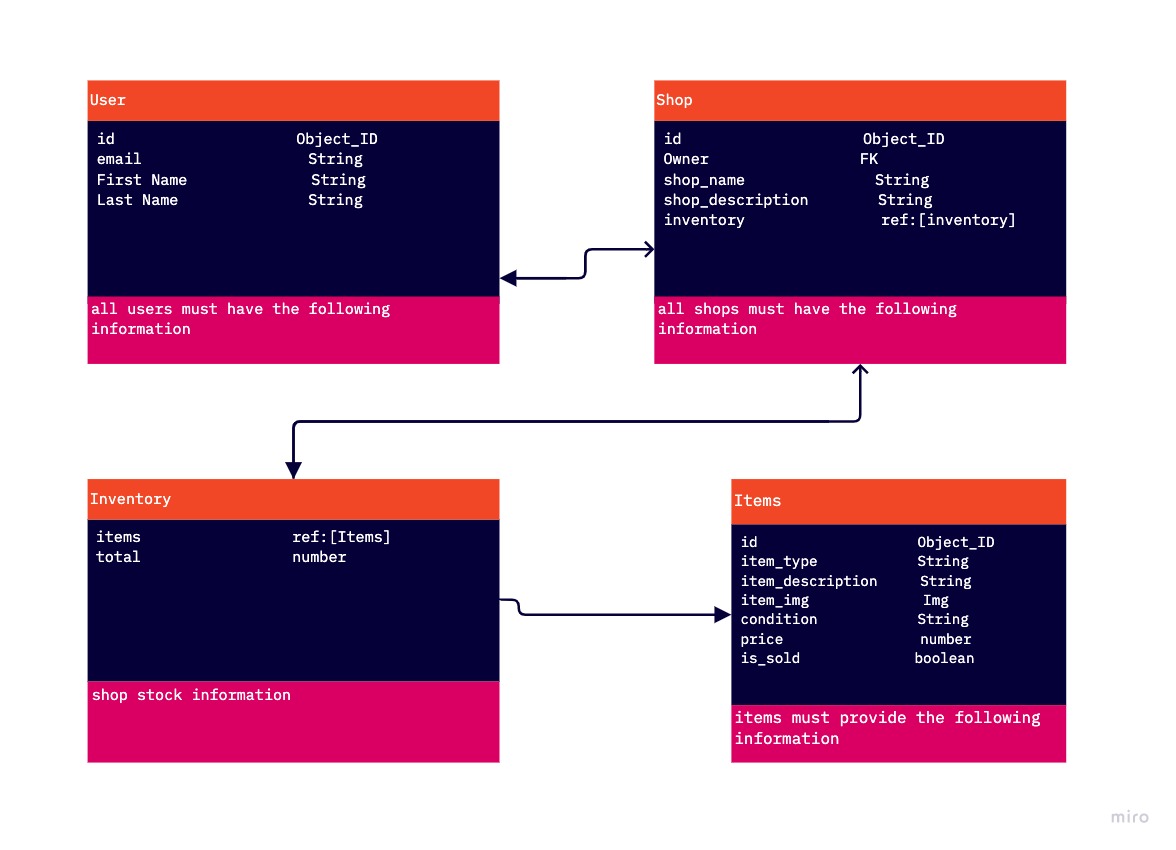 User
id Object_ID
email String
First Name String
Last Name String
all users must have the following
information
Shop
id Object_ID
Owner FK
shop_name String
shop_description String
inventory ref:[inventory]
all shops must have the following
information
Inventory
items ref:[Items]
total number
shop stock information
Items
id Object_ID
item_type String
item_description String
item_img Img
condition String
price number
is_sold boolean
items must provide the following
information
miro